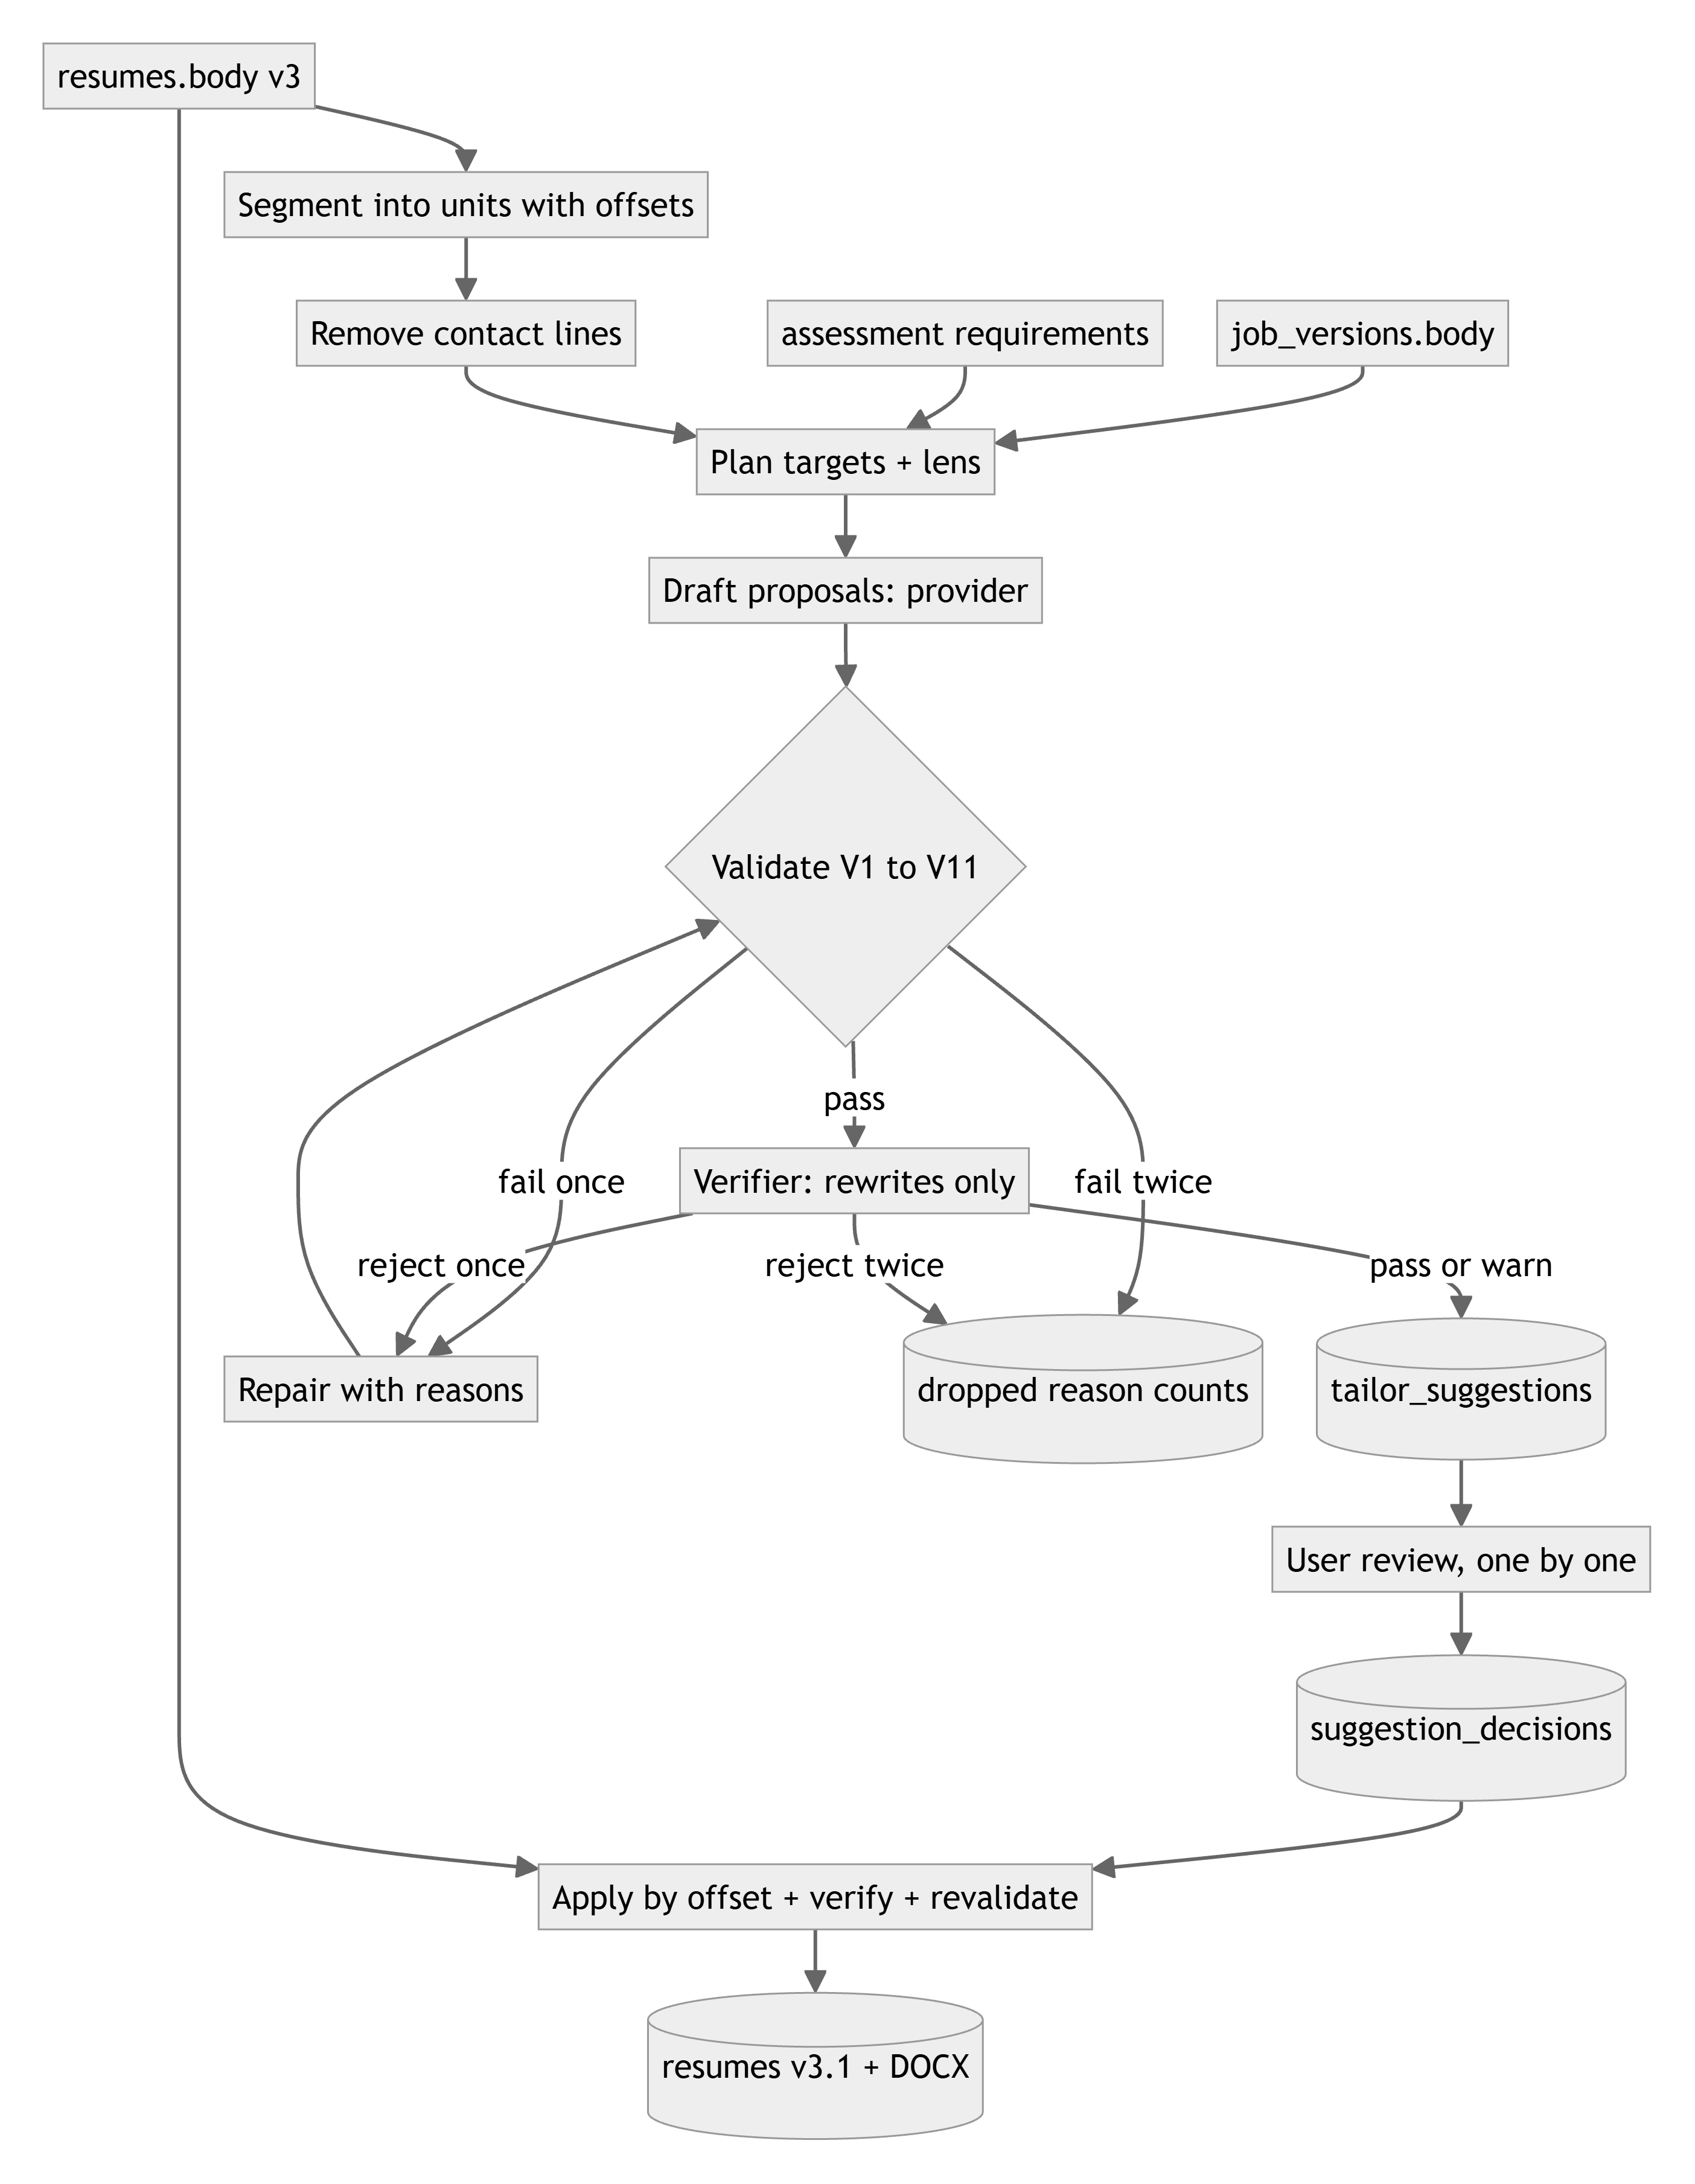 resumes.body v3
Segment into units with offsets
Remove contact lines
assessment requirements
job_versions.body
Plan targets + lens
Draft proposals: provider
Validate V1 to V11
pass
fail once
Verifier: rewrites only
fail twice
reject once
reject twice
pass or warn
Repair with reasons
dropped reason counts
tailor_suggestions
User review, one by one
suggestion_decisions
Apply by offset + verify + revalidate
resumes v3.1 + DOCX